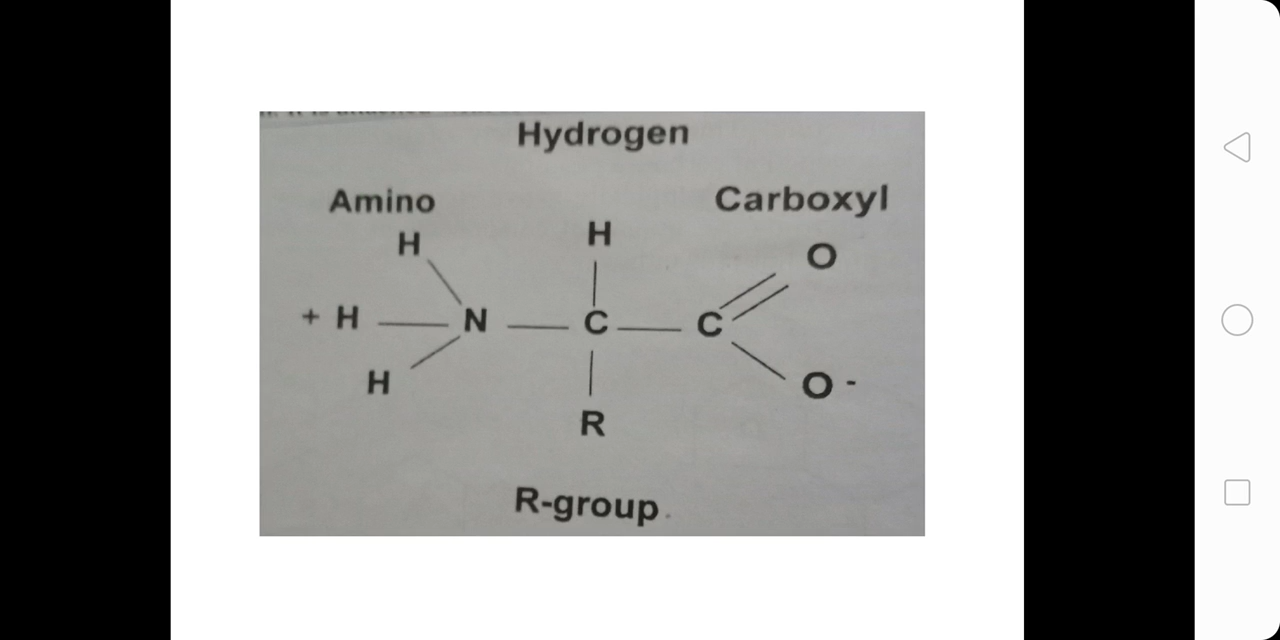 Hydrogen
Amino
Carboxyl
H
H
O
+ H
N
C
C
H
O -
R
R-group